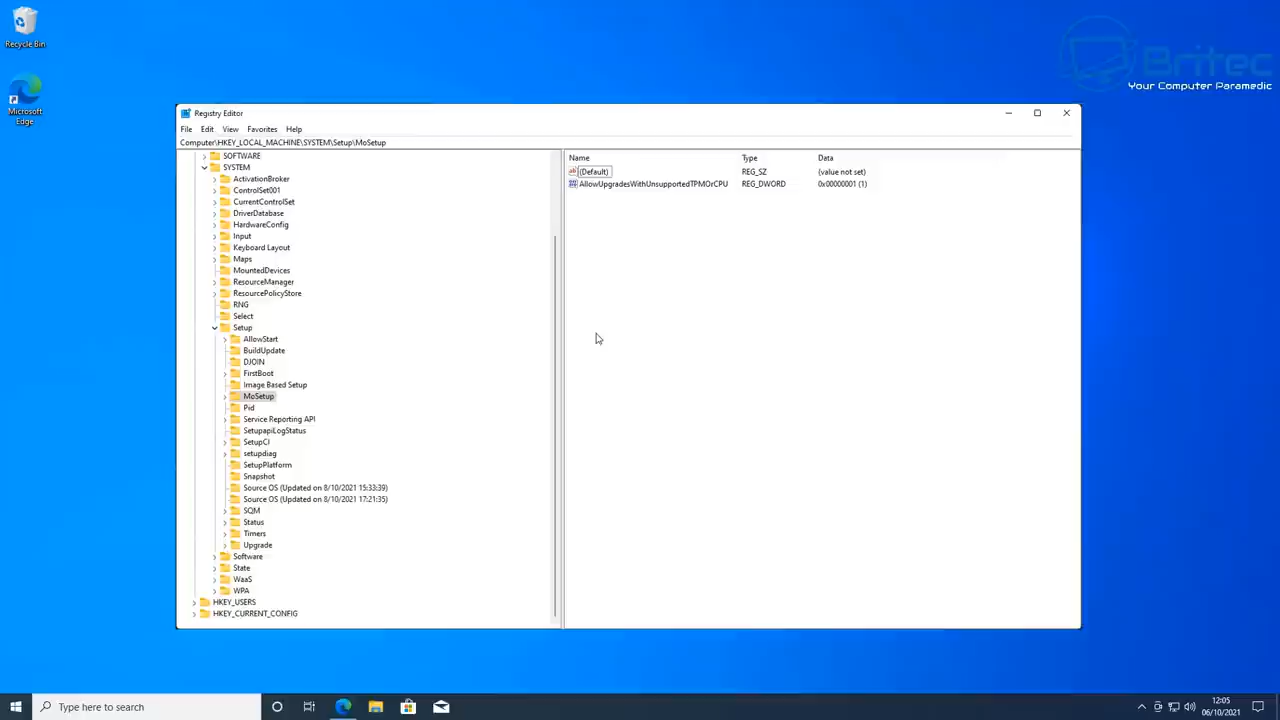 Recycle Bin
Microsoft
Edge
Britec
Your Computer Paramedic
Registry Editor
File Edit View Favorites Help
Computer\HKEY_LOCAL_MACHINE\SYSTEM\Setup\MoSetup
SOFTWARE
SYSTEM
ActivationBroker
ControlSet001
CurrentControlSet
DriverDatabase
HardwareConfig
Input
Keyboard Layout
Maps
MountedDevices
ResourceManager
ResourcePolicyStore
RNG
Select
Setup
AllowStart
BuildUpdate
DJOIN
FirstBoot
Image Based Setup
MoSetup
Pid
Service Reporting API
SetupapiLogStatus
SetupCl
setupdiag
SetupPlatform
Snapshot
Source OS (Updated on 8/10/2021 15:33:39)
Source OS (Updated on 8/10/2021 17:21:35)
SQM
Status
Timers
Upgrade
Software
State
WaaS
WPA
HKEY_USERS
HKEY_CURRENT_CONFIG
Name Type Data
(Default) REG_SZ (value not set)
AllowUpgradesWithUnsupportedTPMOrCPU REG_DWORD 0x00000001 (1)
Type here to search
12:05
06/10/2021